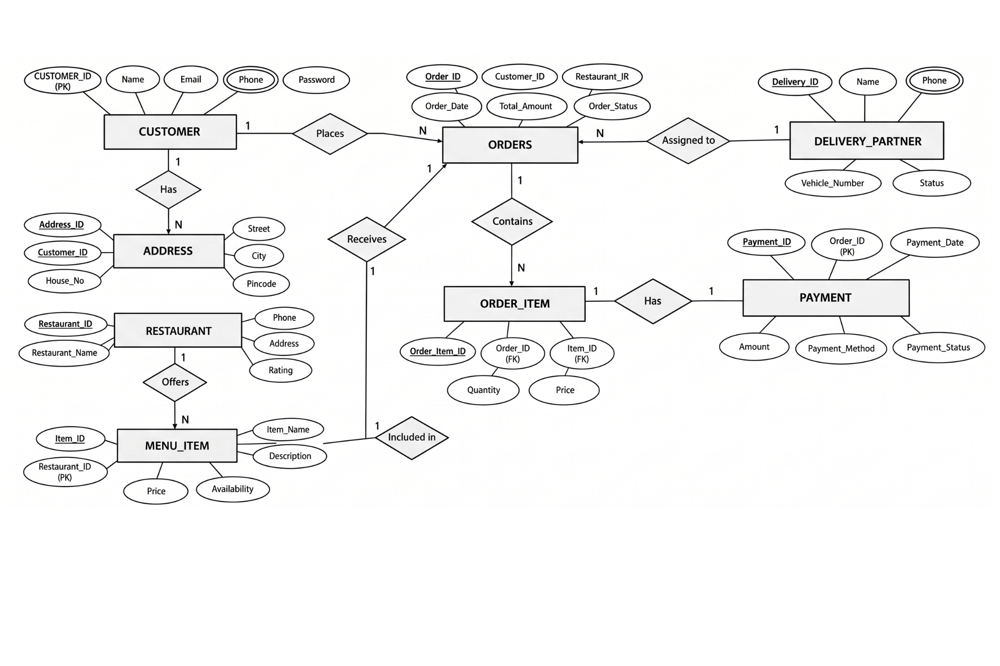 CUSTOMER_ID
(PK)
Name
Email
Phone
Password
CUSTOMER
1
Places
N
Order_ID
Customer_ID
Restaurant_IR
Order_Date
Total_Amount
Order_Status
ORDERS
N
Assigned to
1
Delivery_ID
Name
Phone
DELIVERY_PARTNER
Vehicle_Number
Status
1
Has
N
Address_ID
Customer_ID
House_No
ADDRESS
Street
City
Pincode
1
Receives
1
1
Contains
N
ORDER_ITEM
Order_Item_ID
Order_ID
(FK)
Item_ID
(FK)
Quantity
Price
1
Has
1
Payment_ID
Order_ID
(PK)
Payment_Date
PAYMENT
Amount
Payment_Method
Payment_Status
Restaurant_ID
Restaurant_Name
RESTAURANT
Phone
Address
Rating
1
Offers
N
Item_ID
Restaurant_ID
(PK)
MENU_ITEM
Item_Name
Description
Price
Availability
1
Included in